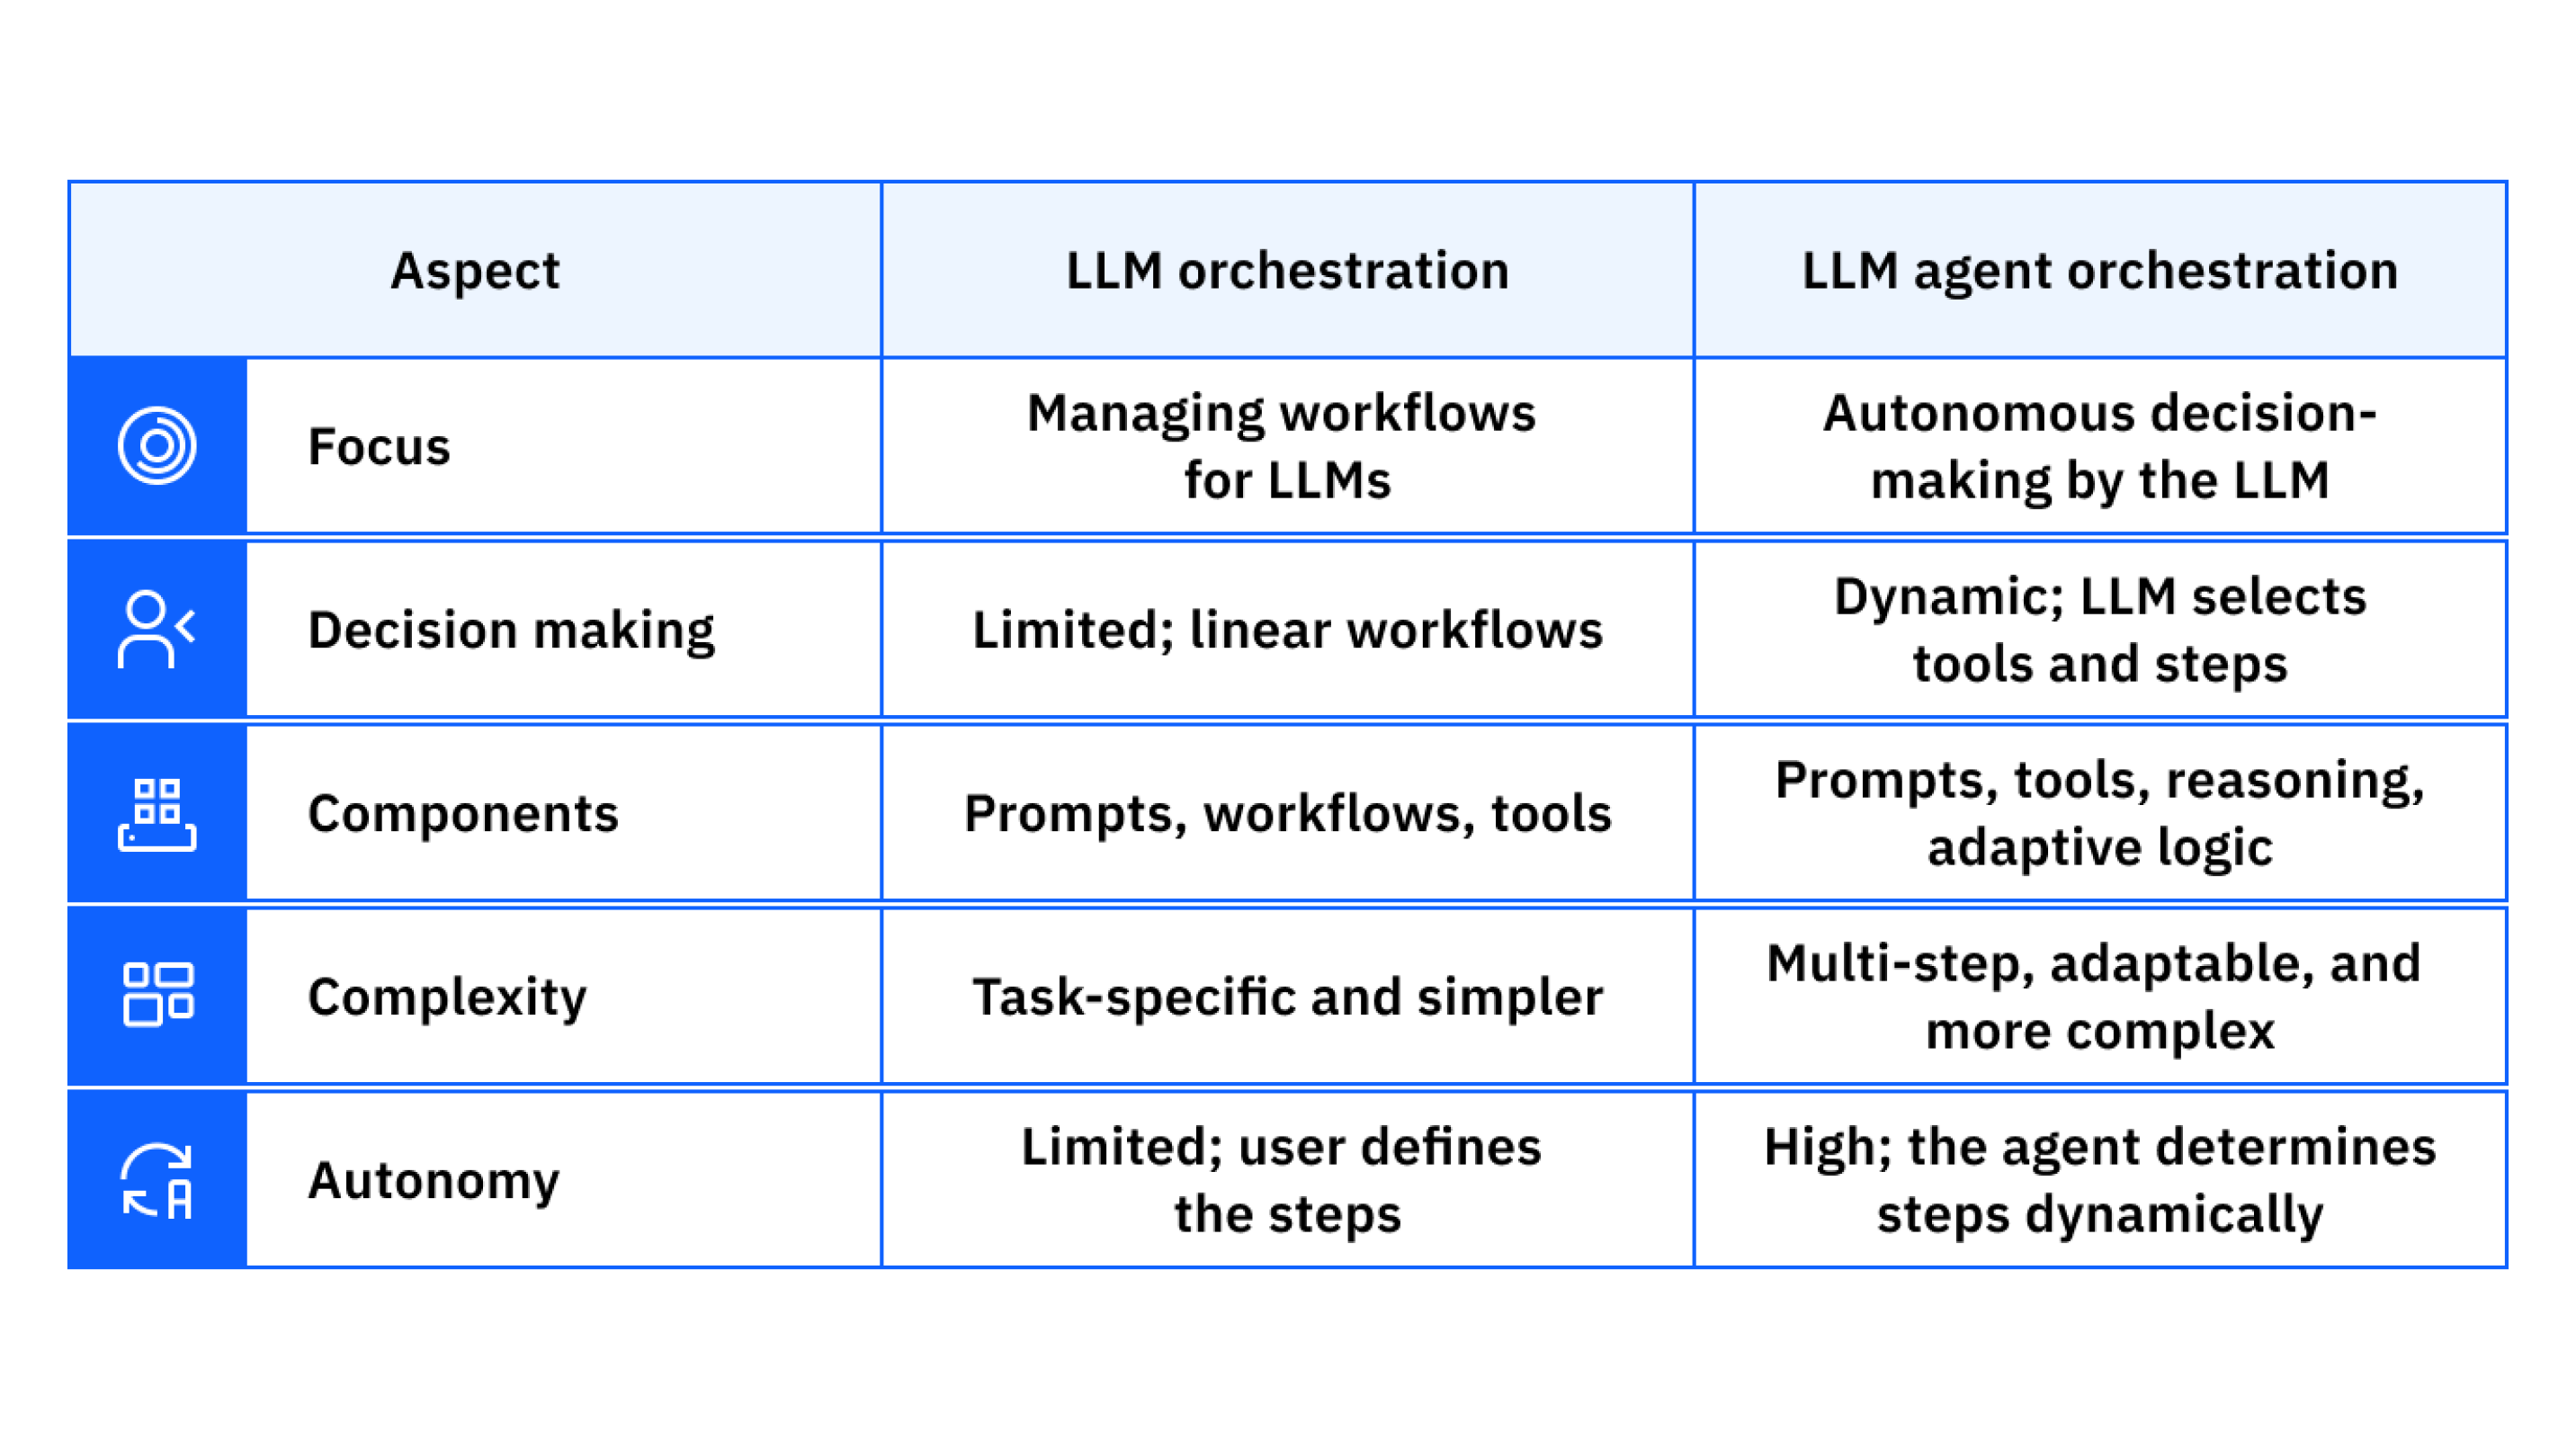 Aspect
LLM orchestration
LLM agent orchestration
Focus
Managing workflows
for LLMs
Autonomous decision-
making by the LLM
Decision making
Limited; linear workflows
Dynamic; LLM selects
tools and steps
Components
Prompts, workflows, tools
Prompts, tools, reasoning,
adaptive logic
Complexity
Task-specific and simpler
Multi-step, adaptable, and
more complex
Autonomy
Limited; user defines
the steps
High; the agent determines
steps dynamically